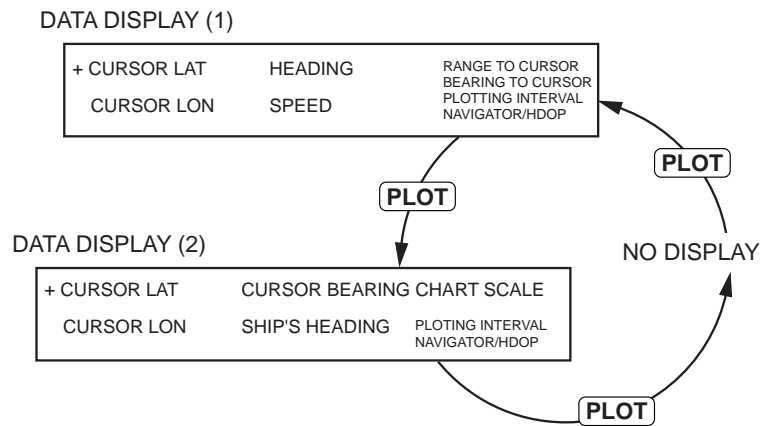 DATA DISPLAY (1)
+ CURSOR LAT HEADING RANGE TO CURSOR
BEARING TO CURSOR
CURSOR LON SPEED PLOTTING INTERVAL
NAVIGATOR/HDOP
PLOT
PLOT
DATA DISPLAY (2)
NO DISPLAY
+ CURSOR LAT CURSOR BEARING CHART SCALE
CURSOR LON SHIP'S HEADING PLOTING INTERVAL
NAVIGATOR/HDOP
PLOT